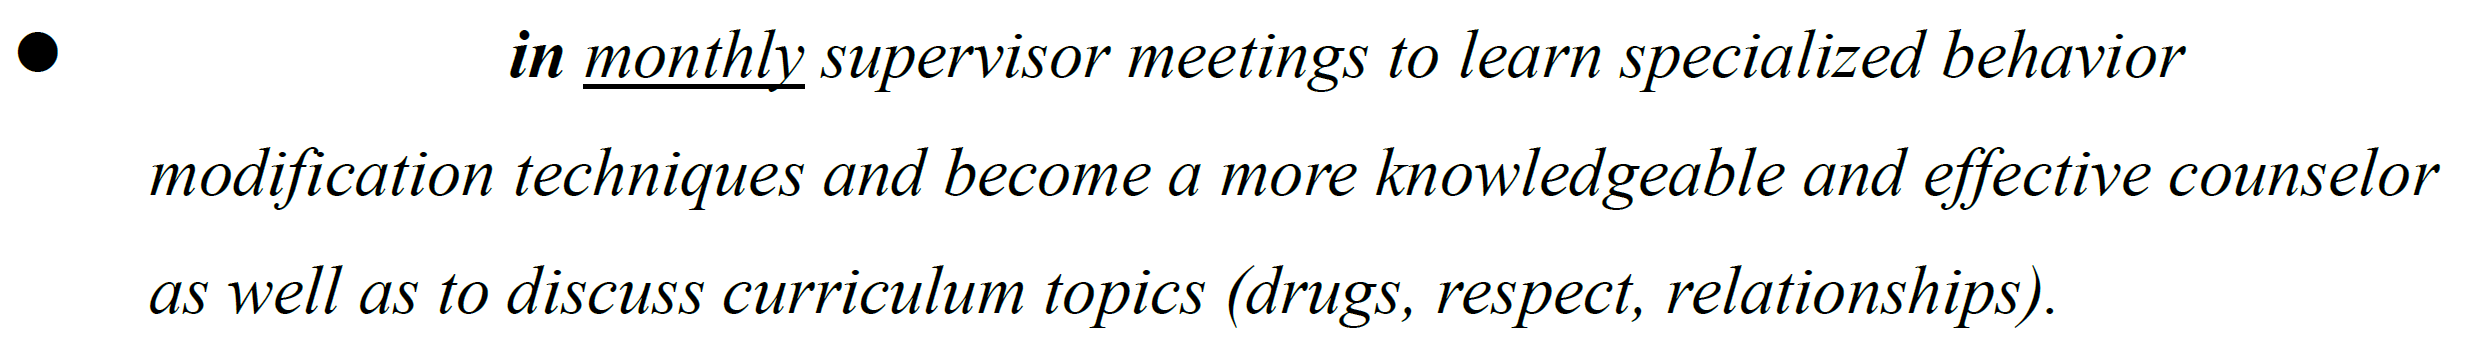 ● in monthly supervisor meetings to learn specialized behavior
modification techniques and become a more knowledgeable and effective counselor
as well as to discuss curriculum topics (drugs, respect, relationships).